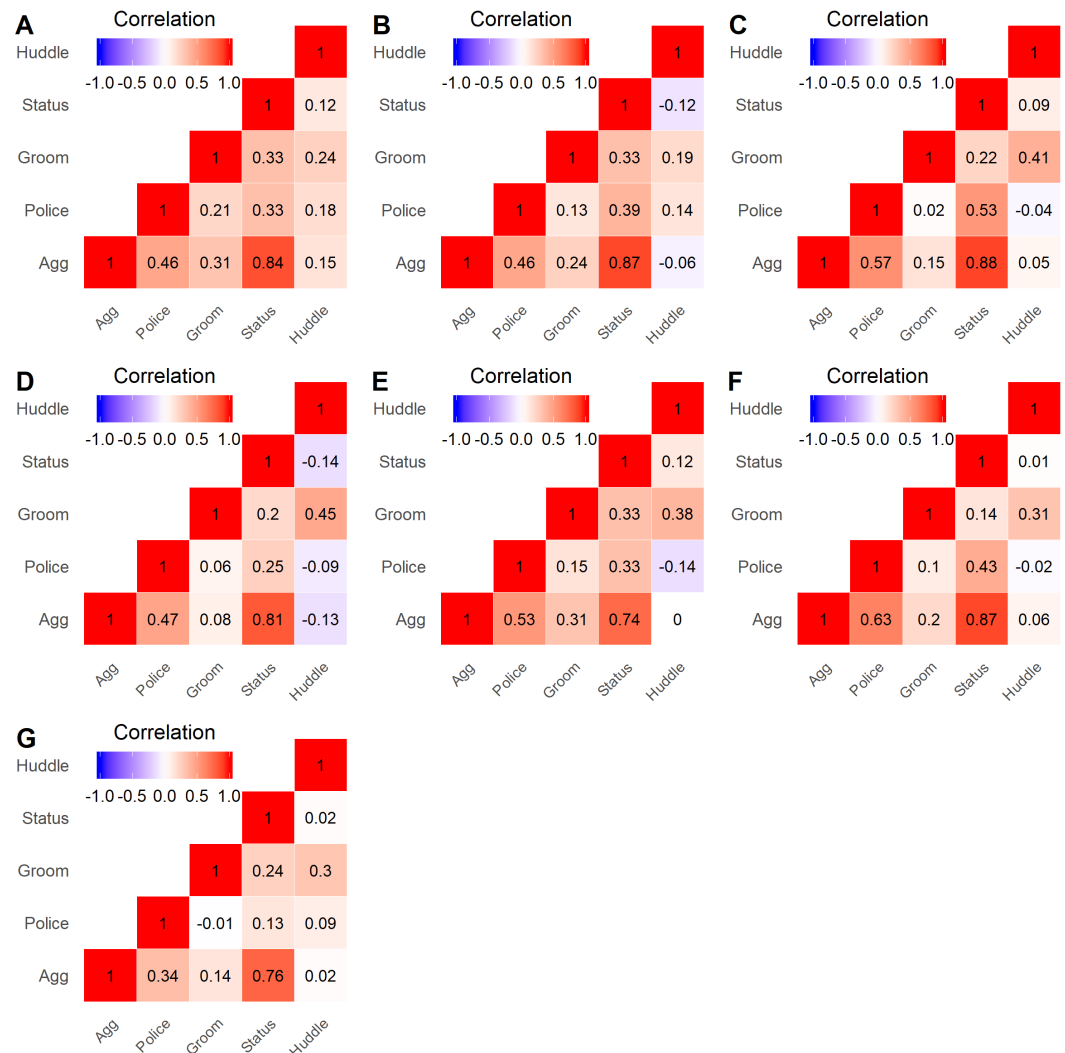 A Correlation
Huddle 1
-1.0 -0.5 0.0 0.5 1.0
Status 1 0.12
Groom 1 0.33 0.24
Police 1 0.21 0.33 0.18
Agg 1 0.46 0.31 0.84 0.15
Agg Police Groom Status Huddle
B Correlation
1
-1.0 -0.5 0.0 0.5 1.0
Huddle
Status 1 -0.12
Groom 1 0.33 0.19
Police 1 0.13 0.39 0.14
Agg 1 0.46 0.24 0.87 -0.06
Agg Police Groom Status Huddle
C Correlation
Huddle 1
-1.0 -0.5 0.0 0.5 1.0
Status 1 0.09
Groom 1 0.22 0.41
Police 1 0.02 0.53 -0.04
Agg 1 0.57 0.15 0.88 0.05
Agg Police Groom Status Huddle
D Correlation
Huddle 1
-1.0 -0.5 0.0 0.5 1.0
Status 1 -0.14
Groom 1 0.2 0.45
Police 1 0.06 0.25 -0.09
Agg 1 0.47 0.08 0.81 -0.13
Agg Police Groom Status Huddle
E Correlation
Huddle 1
-1.0 -0.5 0.0 0.5 1.0
Status 1 0.12
Groom 1 0.33 0.38
Police 1 0.15 0.33 -0.14
Agg 1 0.53 0.31 0.74 0
Agg Police Groom Status Huddle
F Correlation
Huddle 1
-1.0 -0.5 0.0 0.5 1.0
Status 1 0.01
Groom 1 0.14 0.31
Police 1 0.1 0.43 -0.02
Agg 1 0.63 0.2 0.87 0.06
Agg Police Groom Status Huddle
G Correlation
Huddle 1
-1.0 -0.5 0.0 0.5 1.0
Status 1 0.02
Groom 1 0.24 0.3
Police 1 -0.01 0.13 0.09
Agg 1 0.34 0.14 0.76 0.02
Agg Police Groom Status Huddle